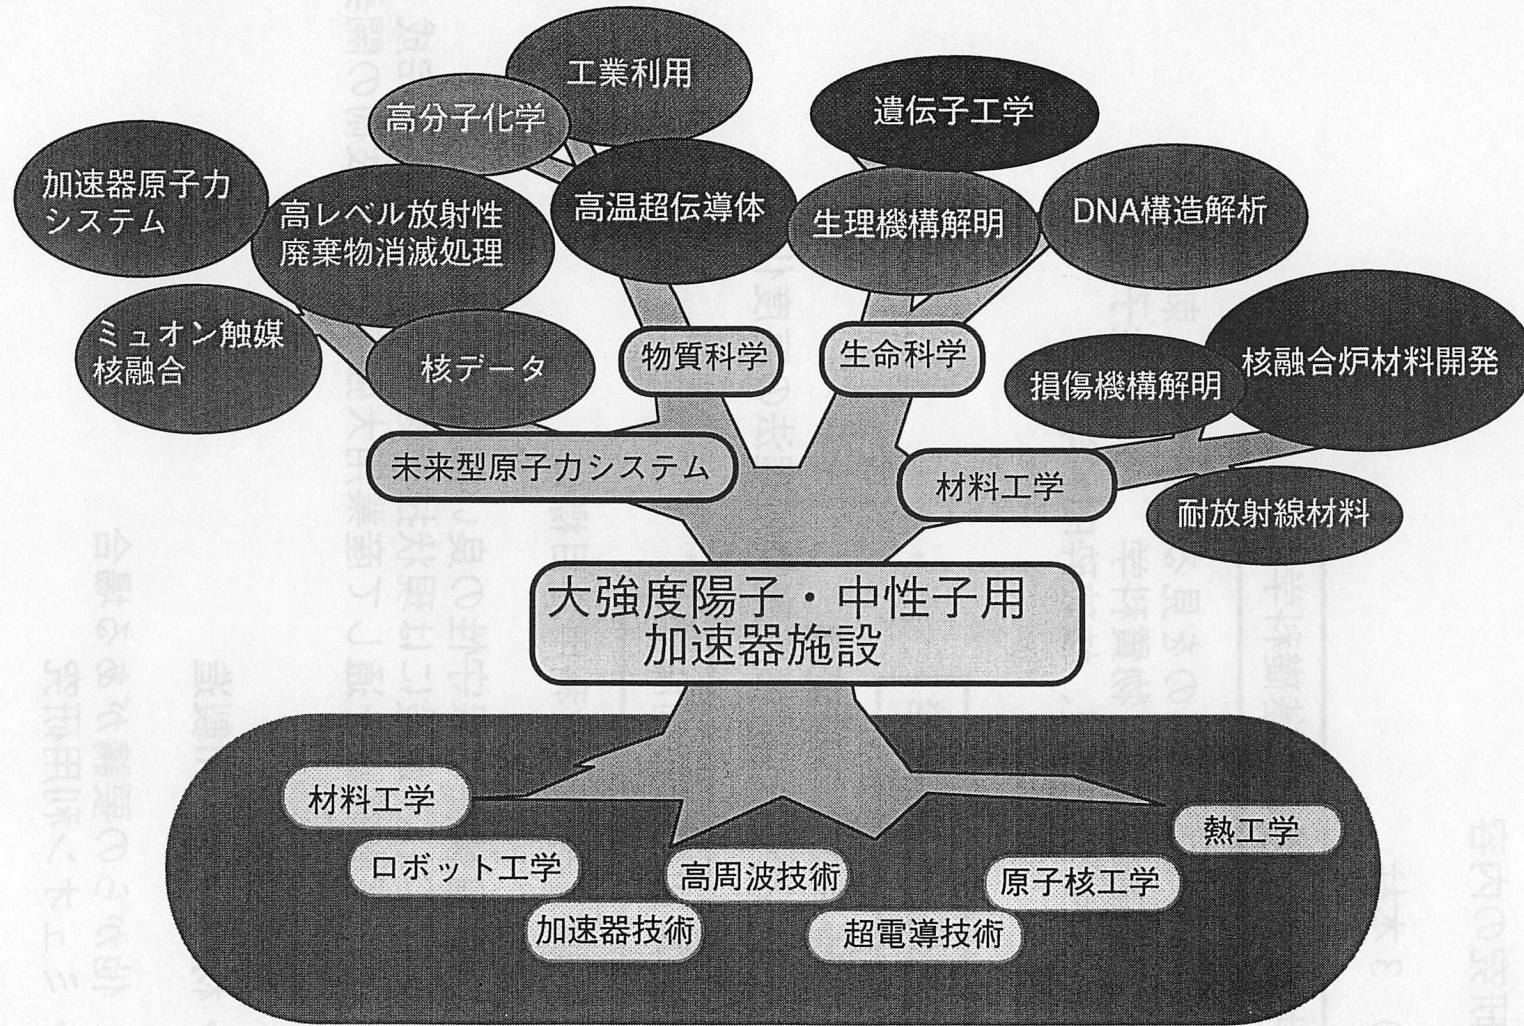 工業利用
高分子化学
遺伝子工学
加速器原子力
システム
高レベル放射性
廃棄物消滅処理
高温超伝導体
生理機構解明
DNA構造解析
ミュオン触媒
核融合
核データ
物質科学
生命科学
損傷機構解明
核融合炉材料開発
未来型原子力システム
材料工学
耐放射線材料
大強度陽子・中性子用
加速器施設
材料工学
ロボット工学
加速器技術
高周波技術
超電導技術
原子核工学
熱工学